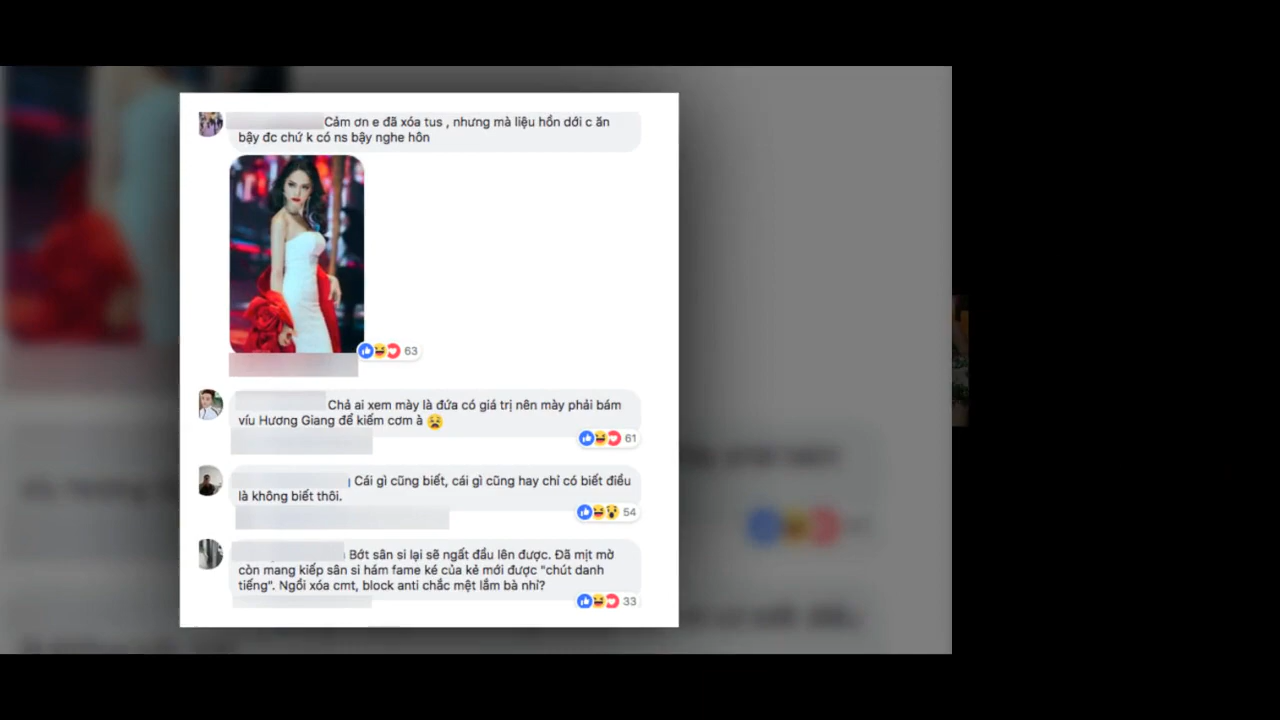 Cảm ơn e đã xóa tus , nhưng mà liệu hồn dới c ăn
bậy đc chứ k có ns bậy nghe hôn
63
Chả ai xem mày là đứa có giá trị nên mày phải bám
víu Hương Giang để kiếm cơm à
61
Cái gì cũng biết, cái gì cũng hay chỉ có biết điều
là không biết thôi.
54
Bớt sân si lại sẽ ngất đầu lên được. Đã mịt mờ
còn mang kiếp sân si hám fame ké của kẻ mới được "chút danh
tiếng". Ngồi xóa cmt, block anti chắc mệt lắm bà nhỉ?
33